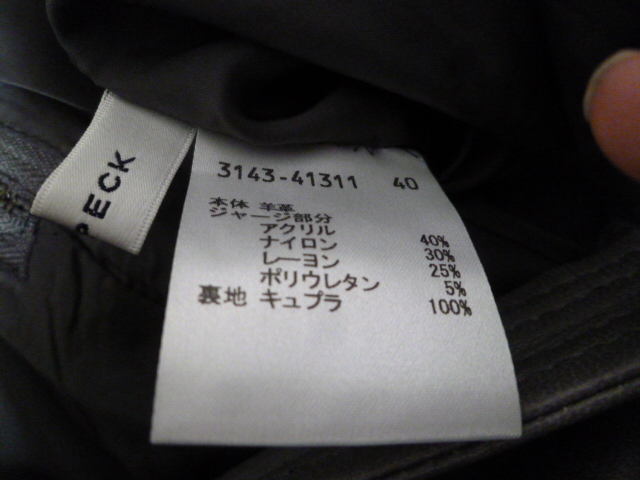 PECK
3143-41311 40
本体 羊革
ジャージ部分
アクリル 40%
ナイロン 30%
レーヨン 25%
ポリウレタン 5%
裏地 キュプラ 100%